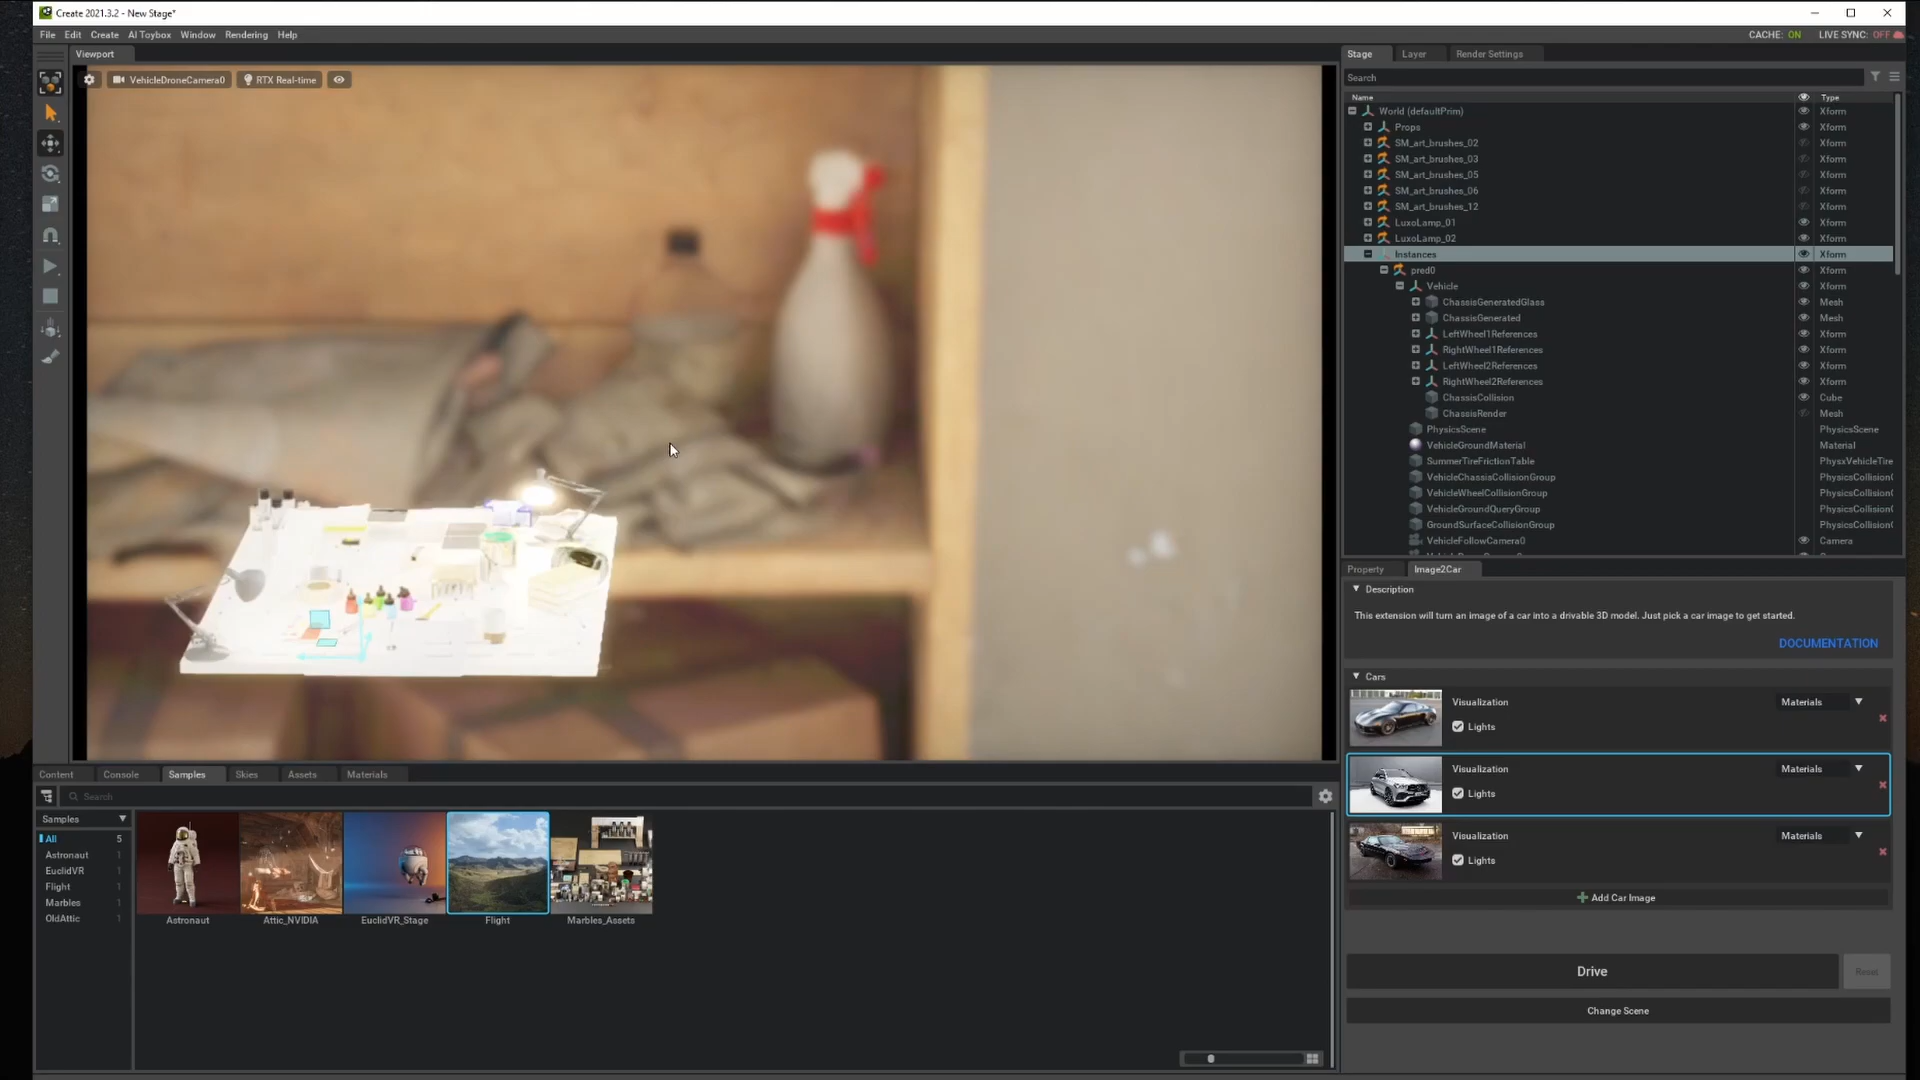 Create 2021.3.2 - New Stage*
File Edit Create AI Toybox Window Rendering Help
CACHE: ON LIVE SYNC: OFF
Viewport
VehicleDroneCamera0 RTX Real-time
Stage Layer Render Settings
Search
Name Type
World (defaultPrim) Xform
Props Xform
SM_art_brushes_02 Xform
SM_art_brushes_03 Xform
SM_art_brushes_05 Xform
SM_art_brushes_06 Xform
SM_art_brushes_12 Xform
LuxoLamp_01 Xform
LuxoLamp_02 Xform
Instances Xform
pred0 Xform
Vehicle Xform
ChassisGeneratedGlass Mesh
ChassisGenerated Mesh
LeftWheel1References Xform
RightWheel1References Xform
LeftWheel2References Xform
RightWheel2References Xform
ChassisCollision Cube
ChassisRender Mesh
PhysicsScene PhysicsScene
VehicleGroundMaterial Material
SummerTireFrictionTable PhysxVehicleTire
VehicleChassisCollisionGroup PhysicsCollision
VehicleWheelCollisionGroup PhysicsCollision
VehicleGroundQueryGroup PhysicsCollision
GroundSurfaceCollisionGroup PhysicsCollision
VehicleFollowCamera0 Camera
Property Image2Car
Description
This extension will turn an image of a car into a drivable 3D model. Just pick a car image to get started.
DOCUMENTATION
Cars
Visualization Materials
Lights
Visualization Materials
Lights
Visualization Materials
Lights
Add Car Image
Drive Reset
Change Scene
Content Console Samples Skies Assets Materials
Search
Samples
All 5
Astronaut 1
EuclidVR 1
Flight 1
Marbles 1
OldAttic 1
Astronaut Attic_NVIDIA EuclidVR_Stage Flight Marbles_Assets